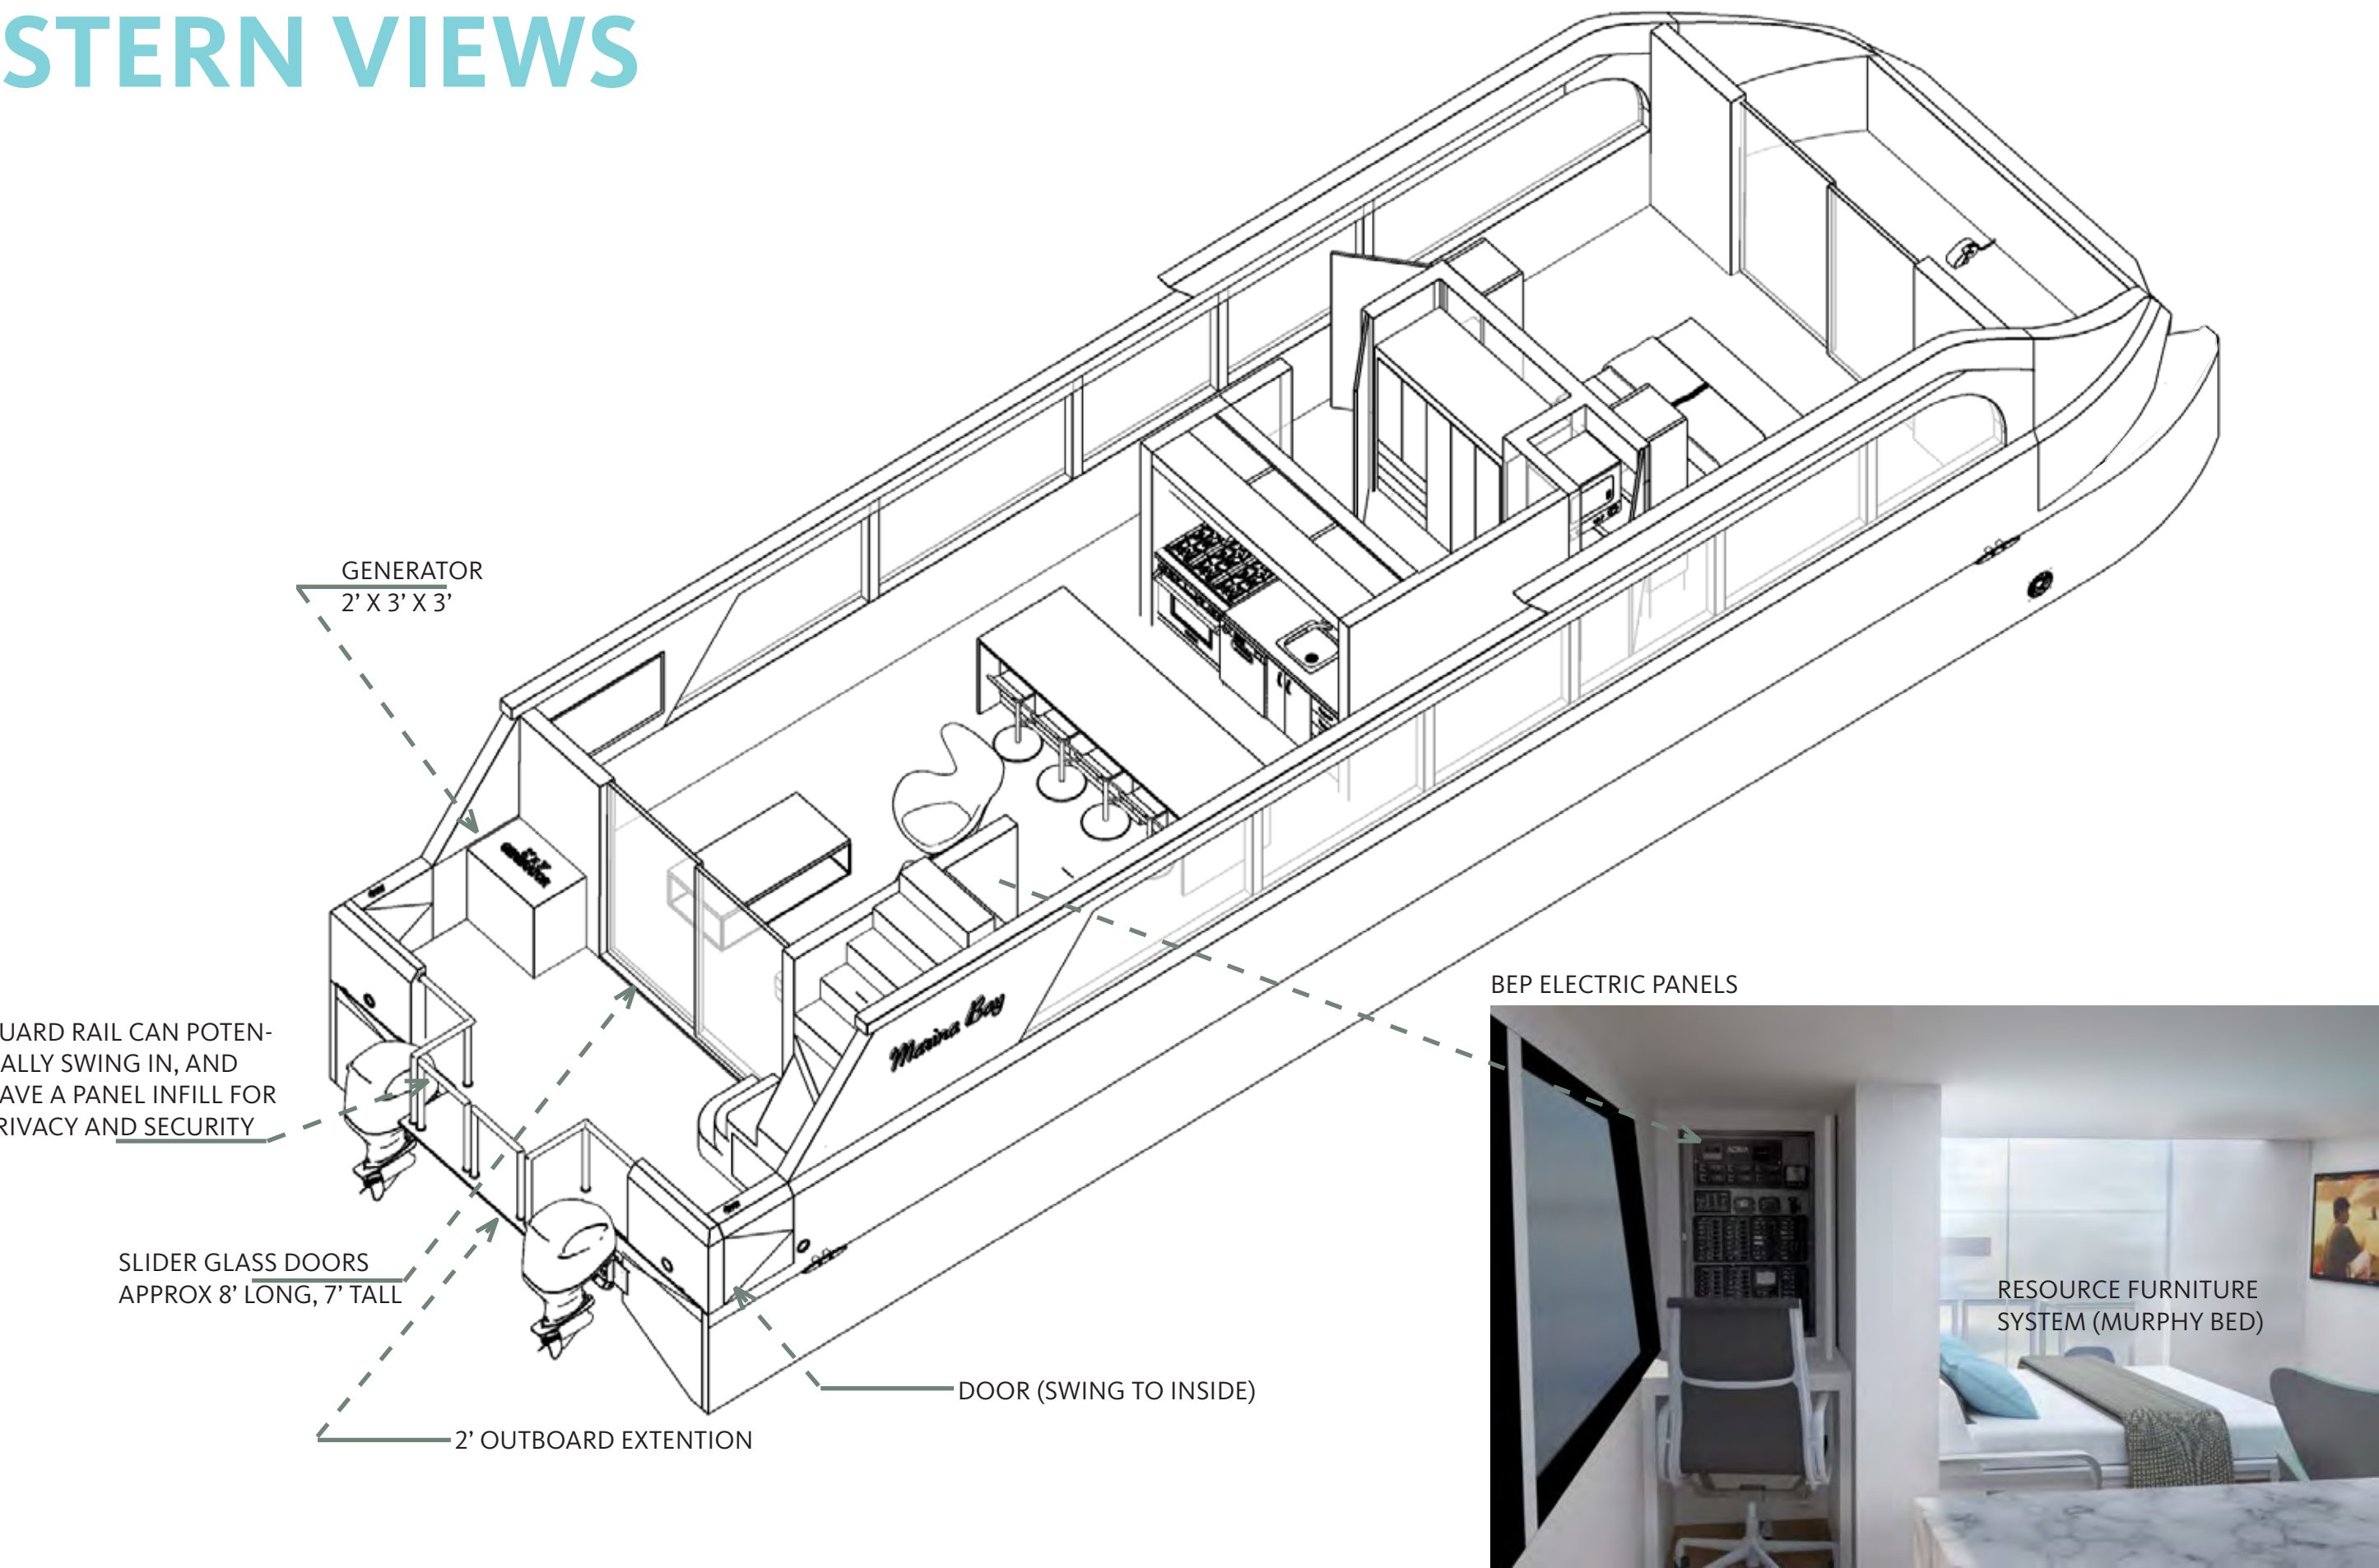 STERN VIEWS
GENERATOR
2’ X 3’ X 3’
UARD RAIL CAN POTEN-
ALLY SWING IN, AND
AVE A PANEL INFILL FOR
RIVACY AND SECURITY
SLIDER GLASS DOORS
APPROX 8’ LONG, 7’ TALL
2’ OUTBOARD EXTENTION
DOOR (SWING TO INSIDE)
Marina Bay
BEP ELECTRIC PANELS
RESOURCE FURNITURE
SYSTEM (MURPHY BED)